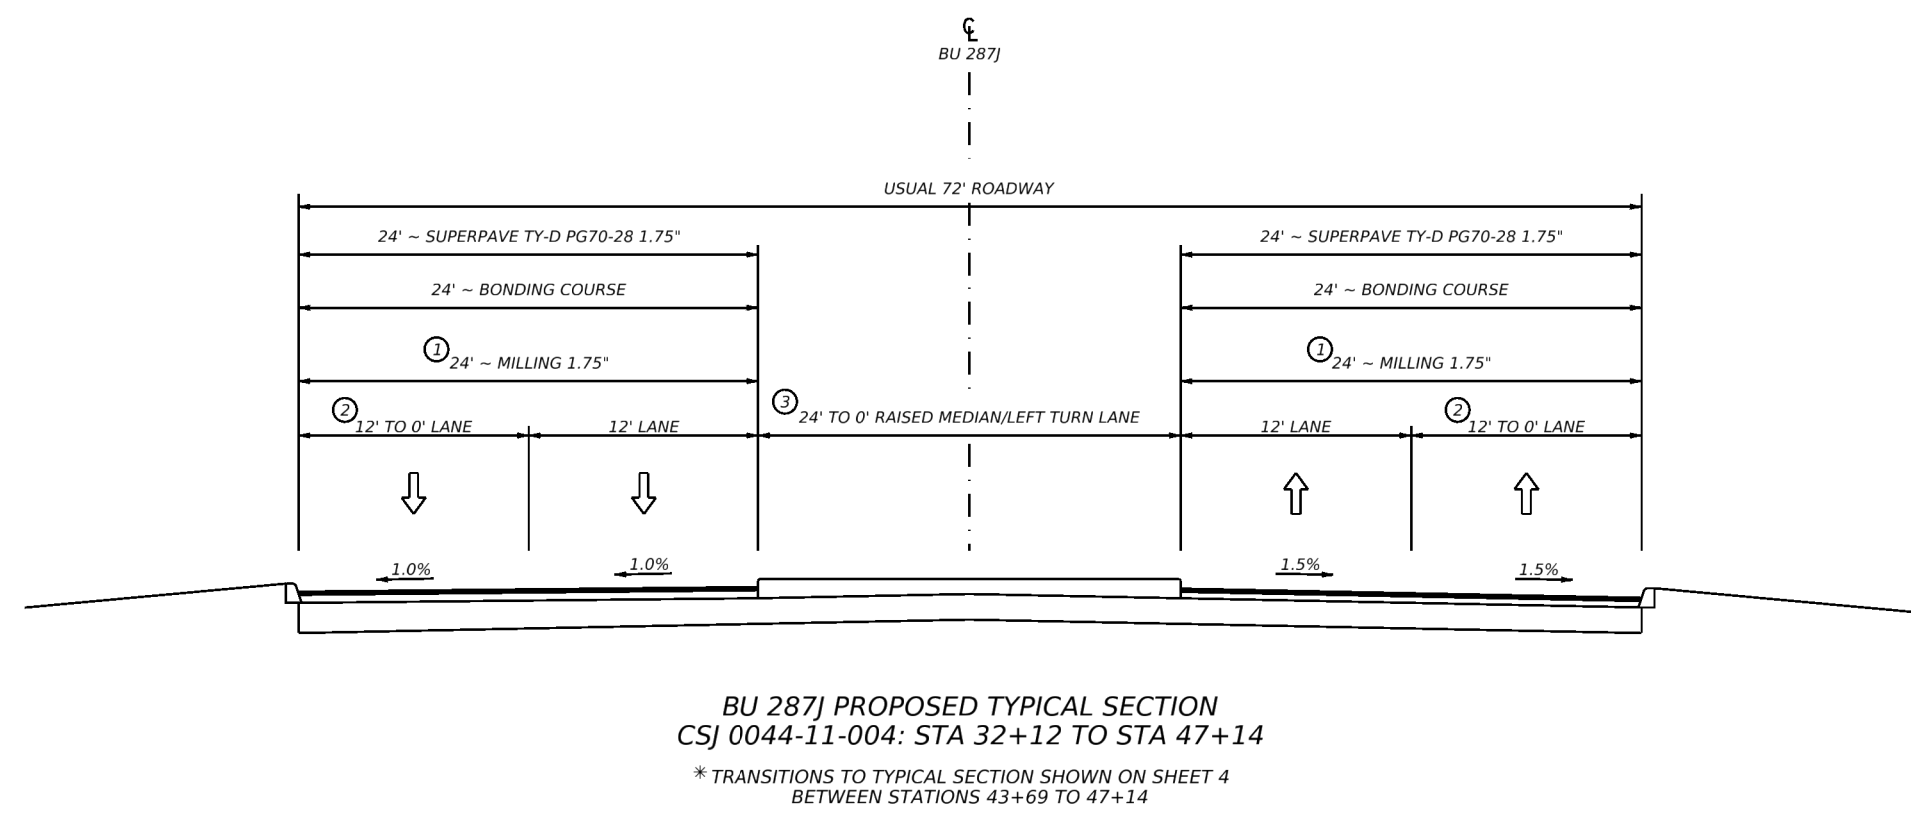 ℄
BU 287J
USUAL 72' ROADWAY
24' ~ SUPERPAVE TY-D PG70-28 1.75"
24' ~ SUPERPAVE TY-D PG70-28 1.75"
24' ~ BONDING COURSE
24' ~ BONDING COURSE
1
24' ~ MILLING 1.75"
1
24' ~ MILLING 1.75"
2
12' TO 0' LANE
12' LANE
3
24' TO 0' RAISED MEDIAN/LEFT TURN LANE
12' LANE
2
12' TO 0' LANE
1.0%
1.0%
1.5%
1.5%
BU 287J PROPOSED TYPICAL SECTION
CSJ 0044-11-004: STA 32+12 TO STA 47+14
* TRANSITIONS TO TYPICAL SECTION SHOWN ON SHEET 4
BETWEEN STATIONS 43+69 TO 47+14